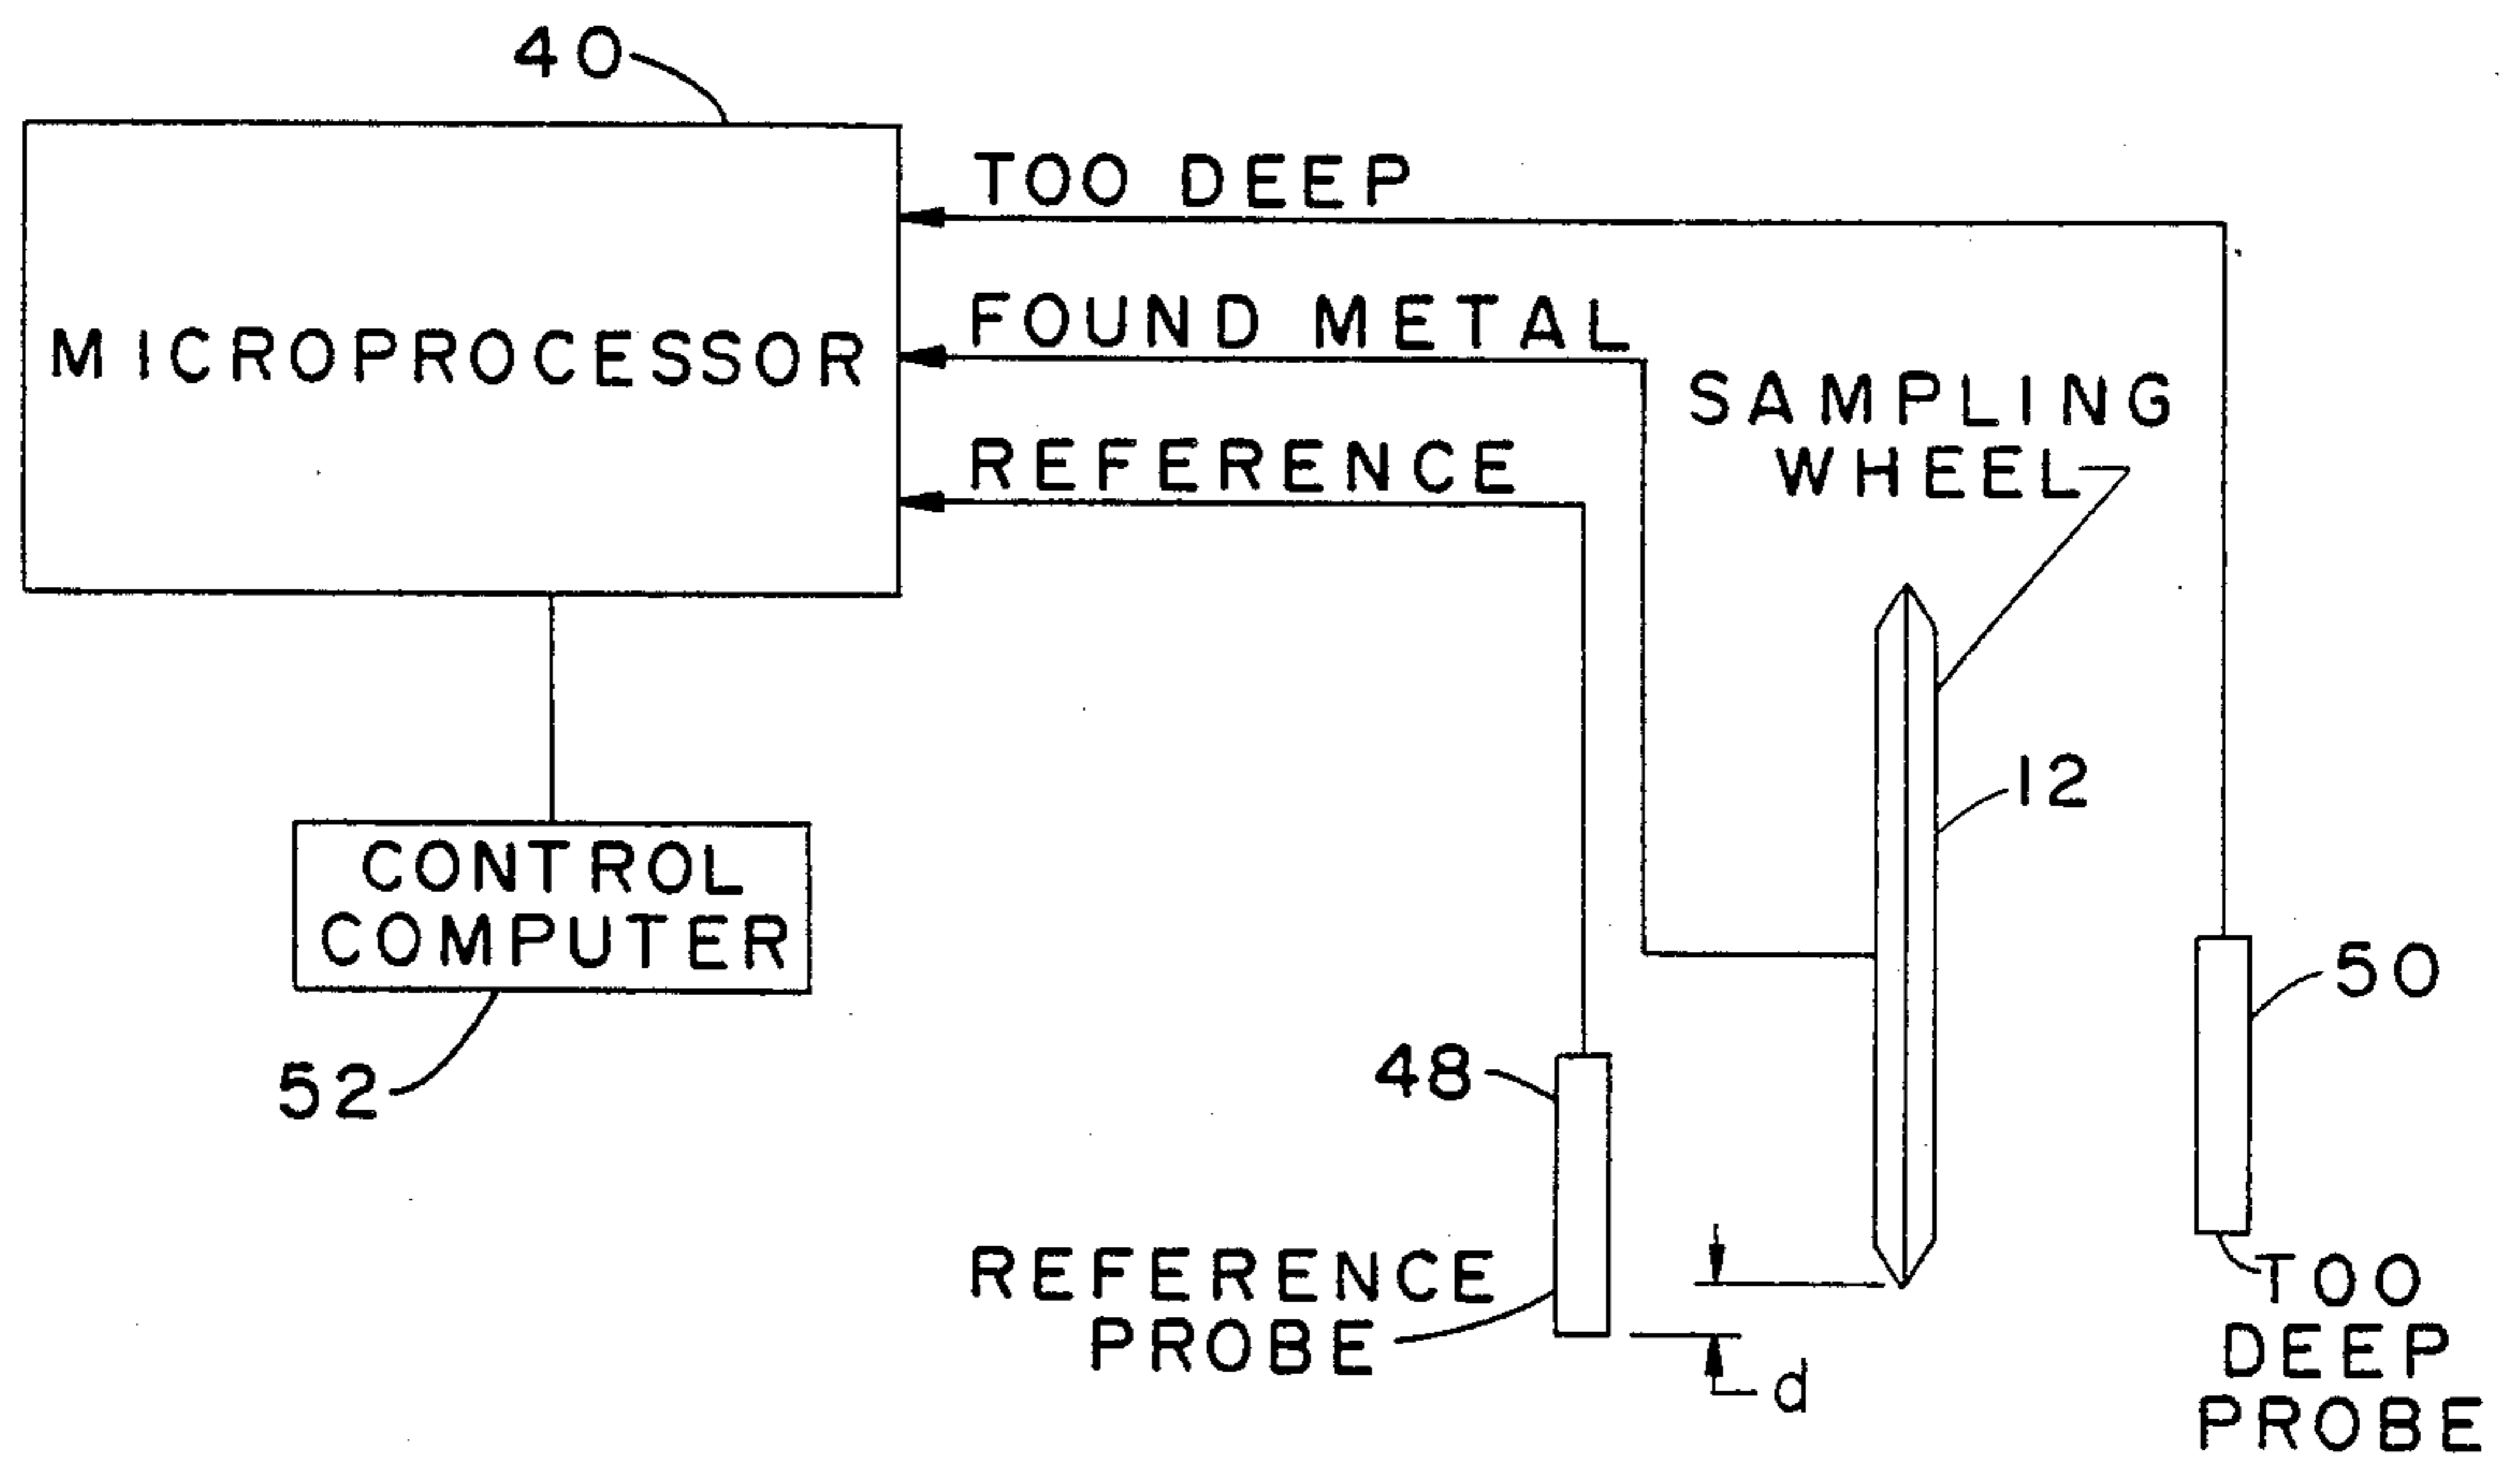 40
TOO DEEP
FOUND METAL
MICROPROCESSOR
SAMPLING
WHEEL
REFERENCE
12
CONTROL
COMPUTER
50
48
52
REFERENCE
PROBE
TOO
DEEP
PROBE
d